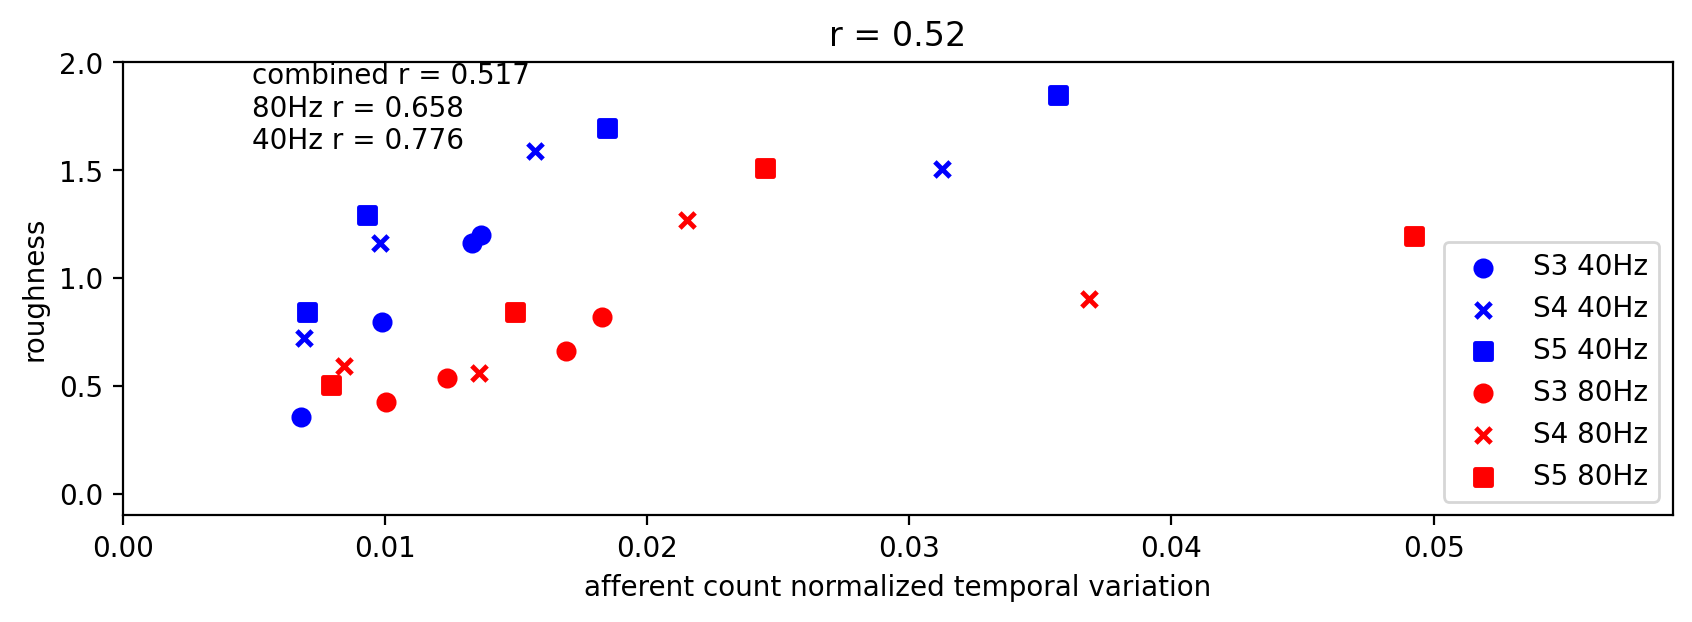 r = 0.52
combined r = 0.517
80Hz r = 0.658
40Hz r = 0.776
roughness
2.0
1.5
1.0
0.5
0.0
S3 40Hz
S4 40Hz
S5 40Hz
S3 80Hz
S4 80Hz
S5 80Hz
0.00 0.01 0.02 0.03 0.04 0.05
afferent count normalized temporal variation